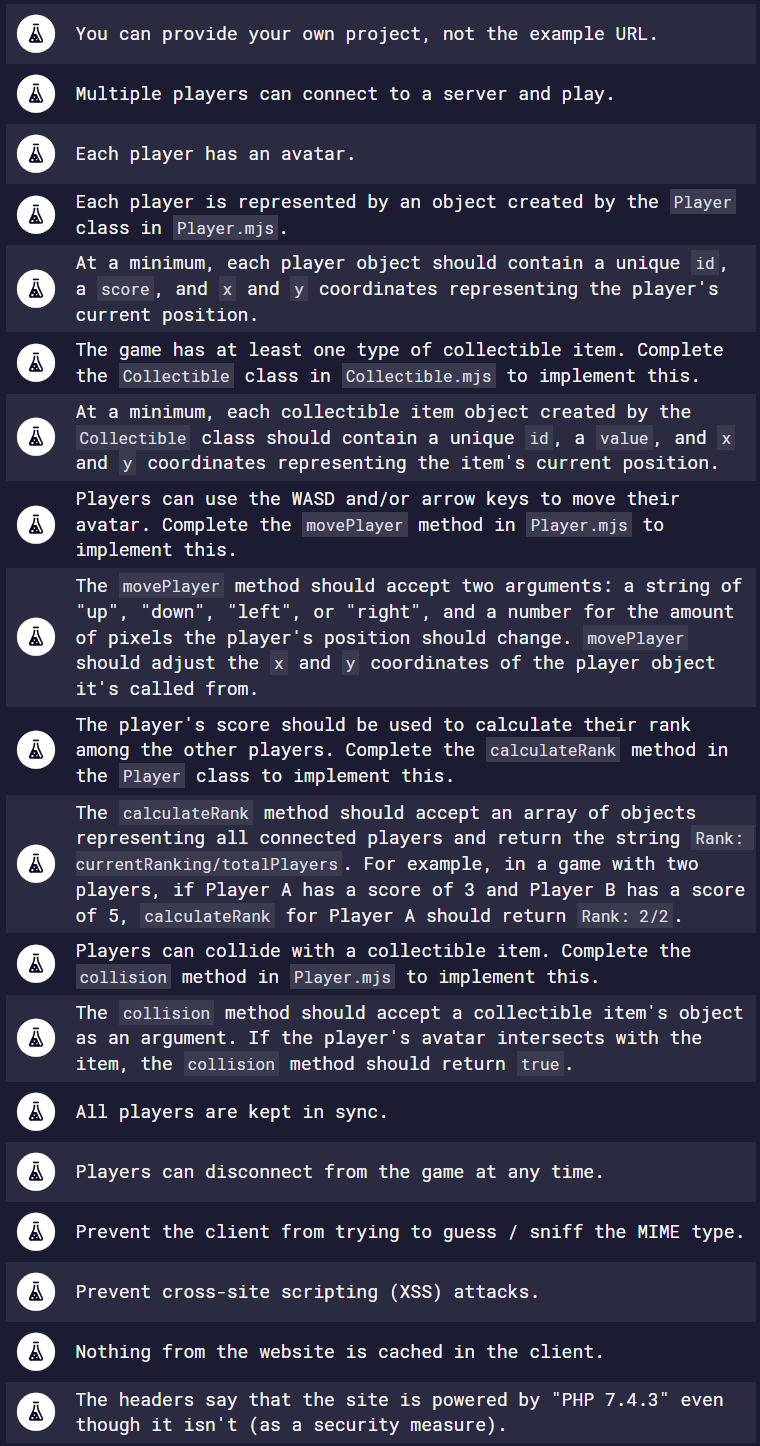 You can provide your own project, not the example URL.
Multiple players can connect to a server and play.
Each player has an avatar.
Each player is represented by an object created by the Player
class in Player.mjs.
At a minimum, each player object should contain a unique id,
a score, and x and y coordinates representing the player's
current position.
The game has at least one type of collectible item. Complete
the Collectible class in Collectible.mjs to implement this.
At a minimum, each collectible item object created by the
Collectible class should contain a unique id, a value, and x
and y coordinates representing the item's current position.
Players can use the WASD and/or arrow keys to move their
avatar. Complete the movePlayer method in Player.mjs to
implement this.
The movePlayer method should accept two arguments: a string of
"up", "down", "left", or "right", and a number for the amount
of pixels the player's position should change. movePlayer
should adjust the x and y coordinates of the player object
it's called from.
The player's score should be used to calculate their rank
among the other players. Complete the calculateRank method in
the Player class to implement this.
The calculateRank method should accept an array of objects
representing all connected players and return the string Rank:
currentRanking/totalPlayers. For example, in a game with two
players, if Player A has a score of 3 and Player B has a score
of 5, calculateRank for Player A should return Rank: 2/2.
Players can collide with a collectible item. Complete the
collision method in Player.mjs to implement this.
The collision method should accept a collectible item's object
as an argument. If the player's avatar intersects with the
item, the collision method should return true.
All players are kept in sync.
Players can disconnect from the game at any time.
Prevent the client from trying to guess / sniff the MIME type.
Prevent cross-site scripting (XSS) attacks.
Nothing from the website is cached in the client.
The headers say that the site is powered by "PHP 7.4.3" even
though it isn't (as a security measure).